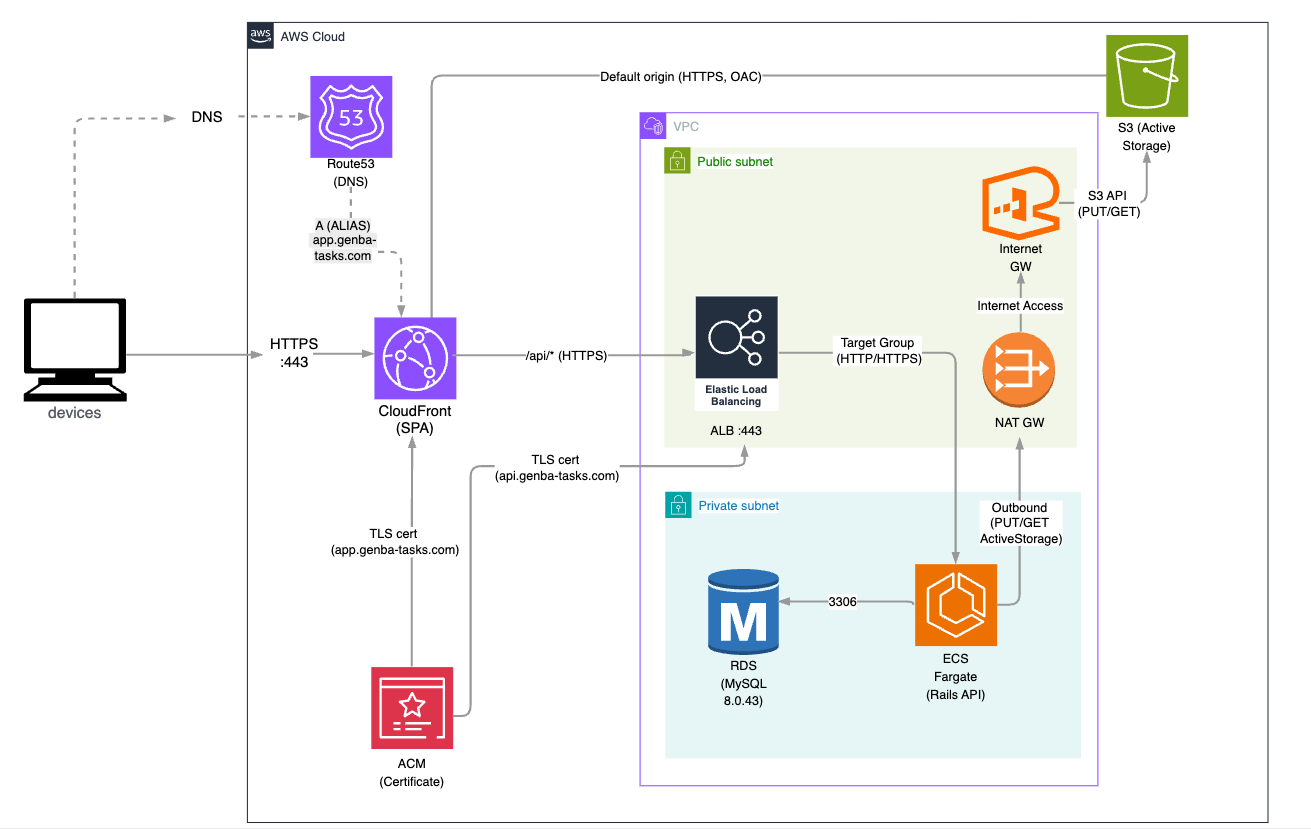 aws
AWS Cloud
Default origin (HTTPS, OAC)
S3 (Active
Storage)
DNS
53
Route53
(DNS)
VPC
Public subnet
A (ALIAS)
app.genba-
tasks.com
S3 API
(PUT/GET)
Internet
GW
Internet Access
HTTPS
:443
/api/* (HTTPS)
Target Group
(HTTP/HTTPS)
Elastic Load
Balancing
ALB :443
NAT GW
devices
CloudFront
(SPA)
TLS cert
(api.genba-tasks.com)
Private subnet
Outbound
(PUT/GET
ActiveStorage)
TLS cert
(app.genba-tasks.com)
M
3306
RDS
(MySQL
8.0.43)
ECS
Fargate
(Rails API)
ACM
(Certificate)